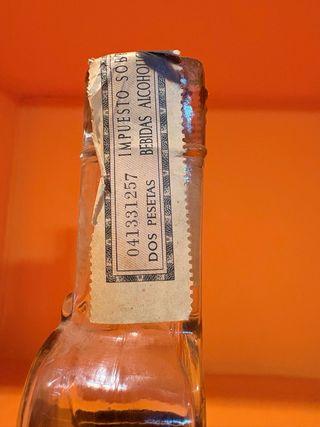 IMPUESTO SOB
BEBIDAS ALCOHOL
041331257
DOS PESETAS